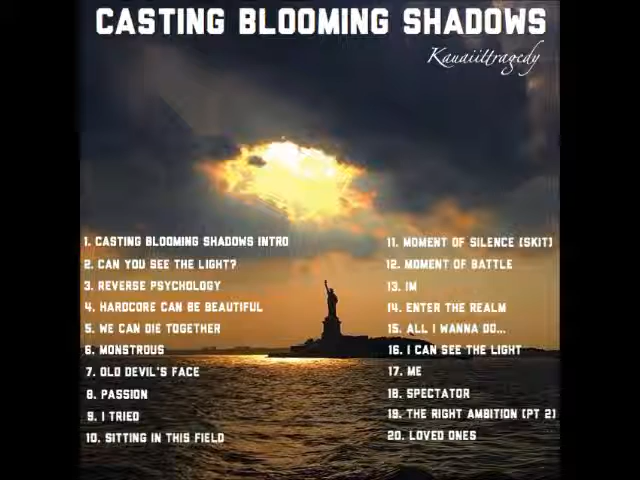 CASTING BLOOMING SHADOWS
Kauaiiltragedy
1. CASTING BLOOMING SHADOWS INTRO
2. CAN YOU SEE THE LIGHT?
3. REVERSE PSYCHOLOGY
4. HARDCORE CAN BE BEAUTIFUL
5. WE CAN DIE TOGETHER
6. MONSTROUS
7. OLD DEVIL'S FACE
8. PASSION
9. I TRIED
10. SITTING IN THIS FIELD
11. MOMENT OF SILENCE (SKIT)
12. MOMENT OF BATTLE
13. IM
14. ENTER THE REALM
15. ALL I WANNA DO...
16. I CAN SEE THE LIGHT
17. ME
18. SPECTATOR
19. THE RIGHT AMBITION (PT 2)
20. LOVED ONES